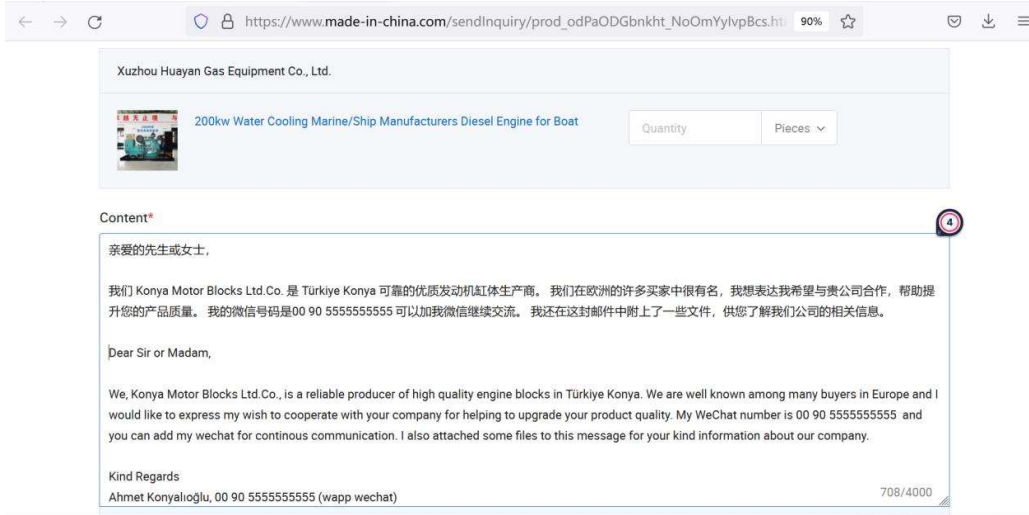 https://www.made-in-china.com/sendInquiry/prod_odPaODGbnkht_NoOmYylvpBcs.ht
90%
Xuzhou Huayan Gas Equipment Co., Ltd.
200kw Water Cooling Marine/Ship Manufacturers Diesel Engine for Boat
Quantity
Pieces
Content*
4
亲爱的先生或女士，
我们 Konya Motor Blocks Ltd.Co. 是 Türkiye Konya 可靠的优质发动机缸体生产商。 我们在欧洲的许多买家中很有名，我想表达我希望与贵公司合作，帮助提
升您的产品质量。 我的微信号码是00 90 5555555555 可以加我微信继续交流。 我还在这封邮件中附上了一些文件，供您了解我们公司的相关信息。
Dear Sir or Madam,
We, Konya Motor Blocks Ltd.Co., is a reliable producer of high quality engine blocks in Türkiye Konya. We are well known among many buyers in Europe and I
would like to express my wish to cooperate with your company for helping to upgrade your product quality. My WeChat number is 00 90 5555555555 and
you can add my wechat for continous communication. I also attached some files to this message for your kind information about our company.
Kind Regards
Ahmet Konyalıoğlu, 00 90 5555555555 (wapp wechat)
708/4000